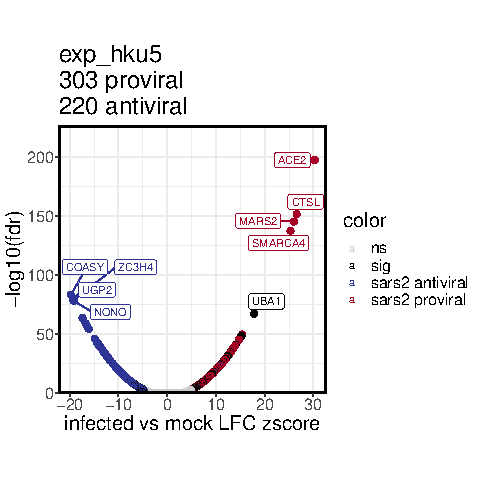 exp_hku5
303 proviral
220 antiviral
200
150
100
50
0
-log10(fdr)
ACE2
CTSL
MARS2
SMARCA4
COASY
ZC3H4
UGP2
NONO
UBA1
-20
-10
0
10
20
30
infected vs mock LFC zscore
color
a ns
a sig
a sars2 antiviral
a sars2 proviral